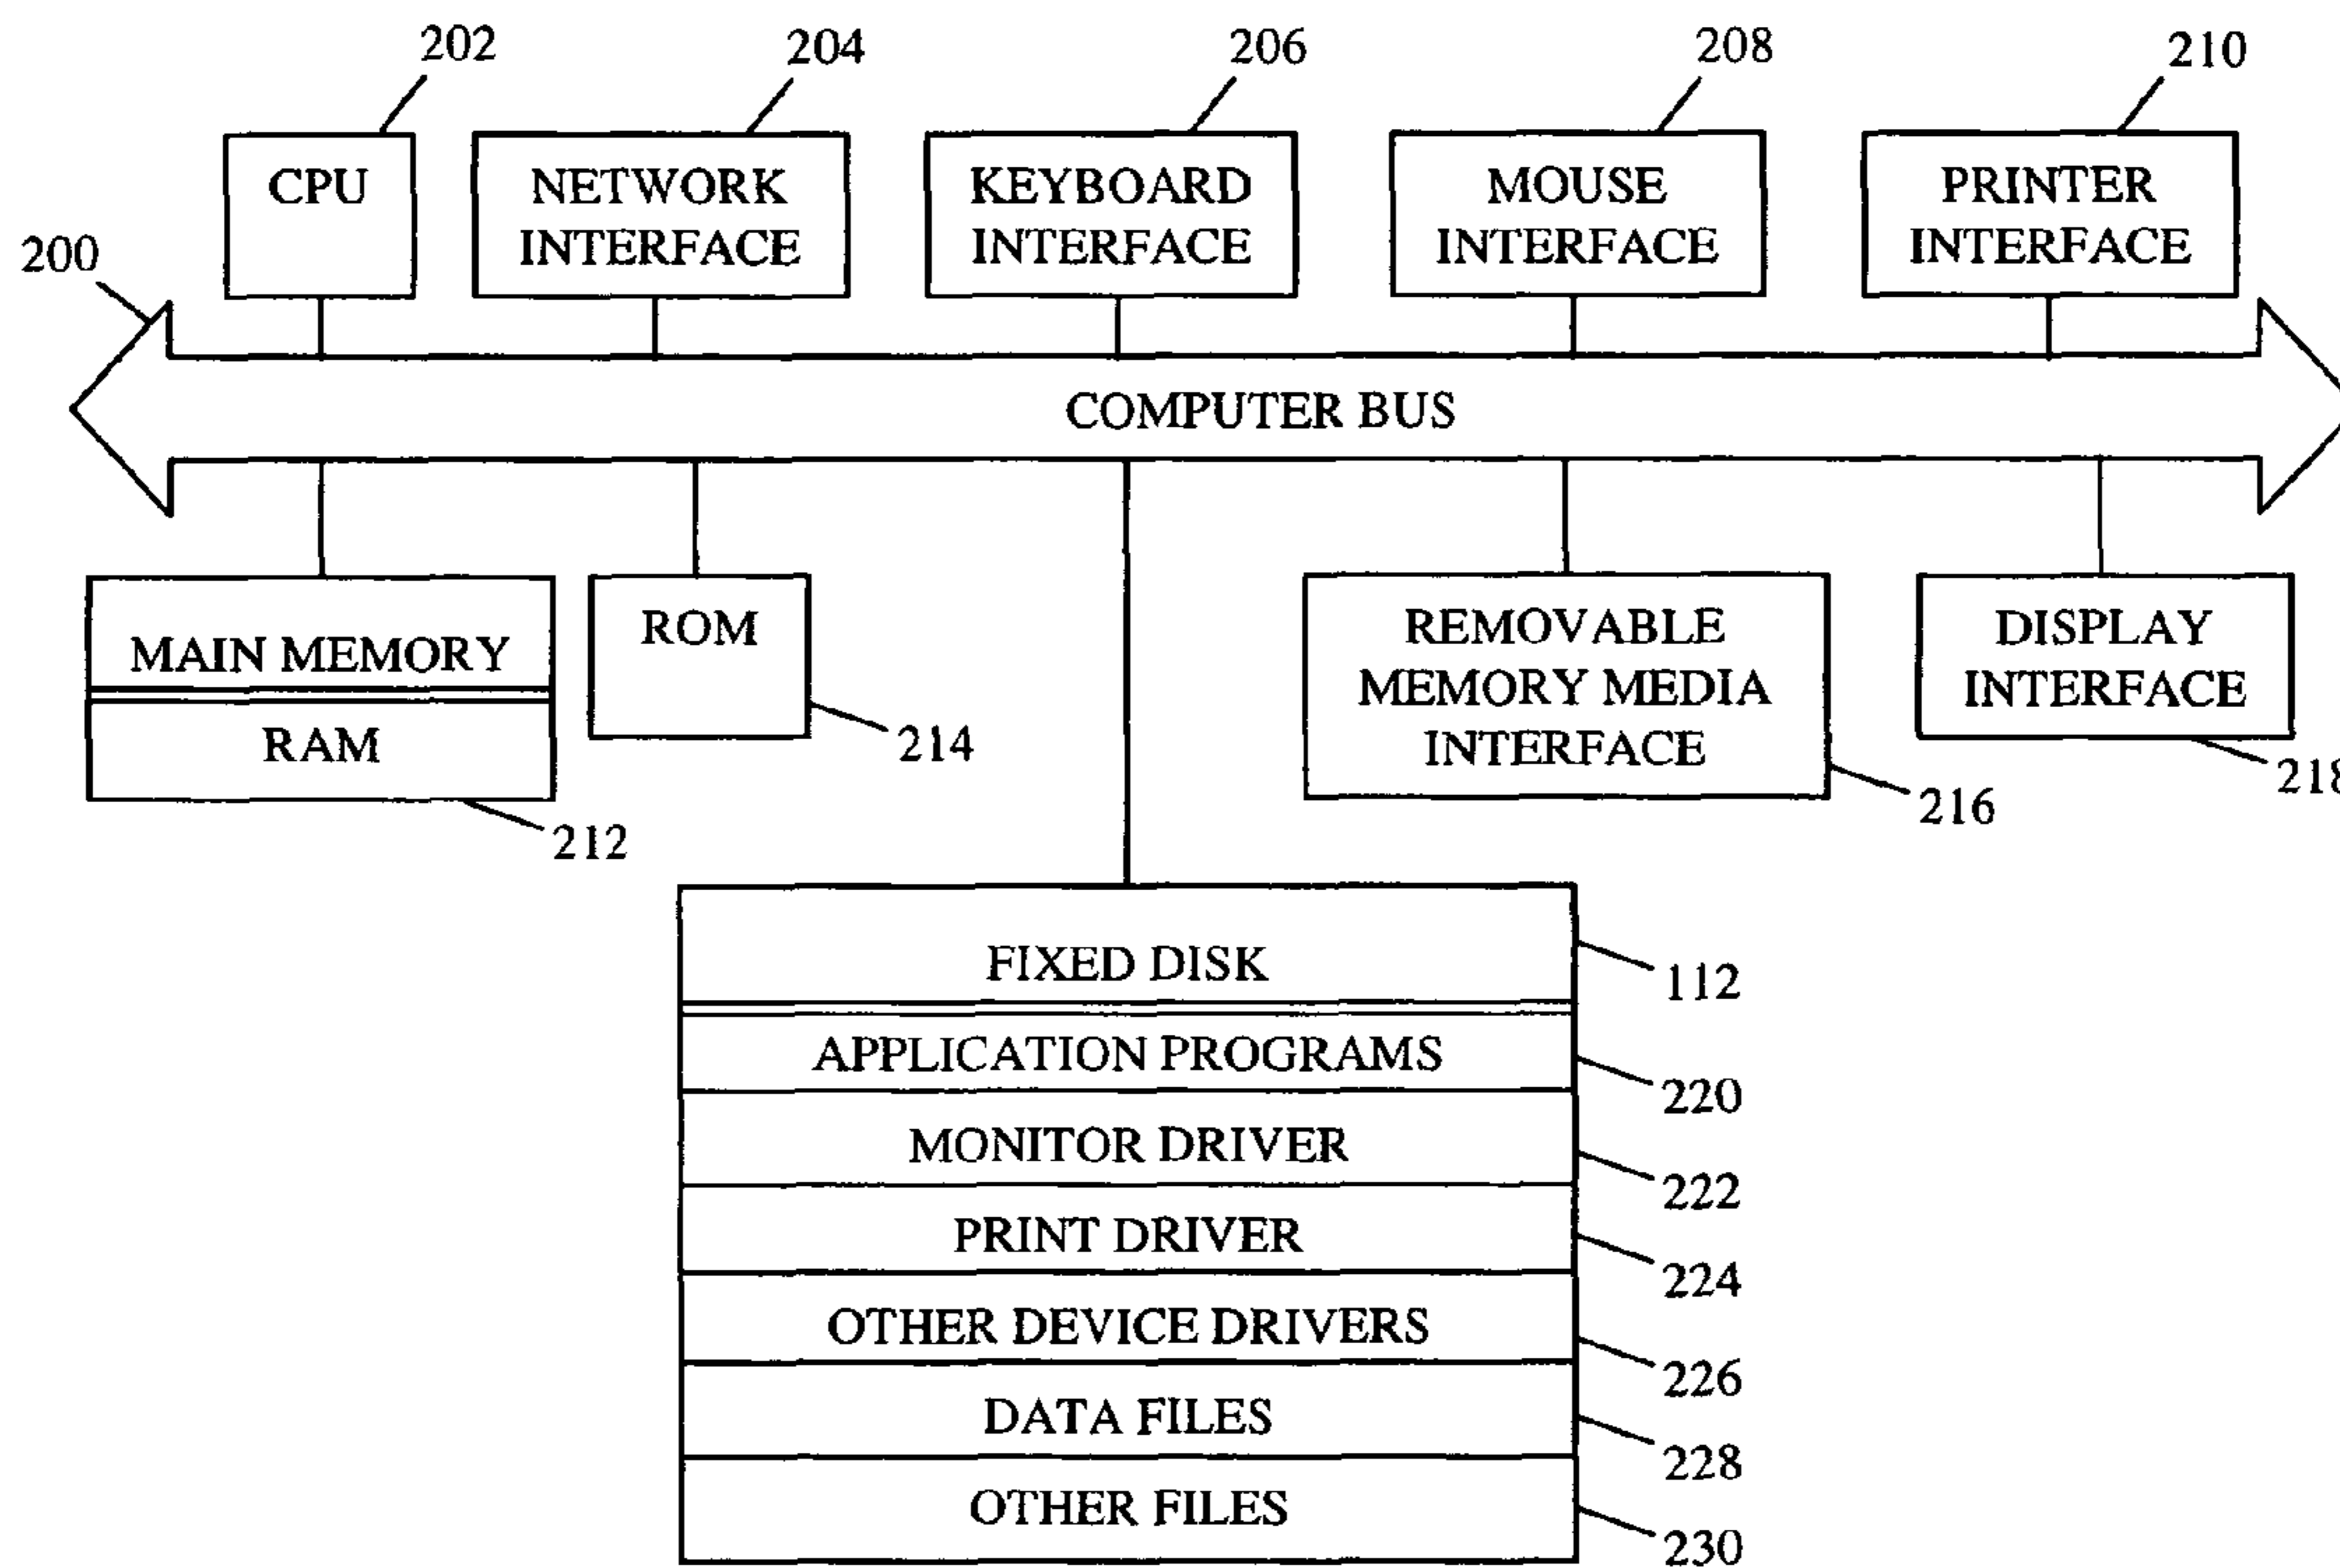 202
204
206
208
210
CPU
NETWORK
INTERFACE
KEYBOARD
INTERFACE
MOUSE
INTERFACE
PRINTER
INTERFACE
200
COMPUTER BUS
MAIN MEMORY
RAM
212
ROM
214
REMOVABLE
MEMORY MEDIA
INTERFACE
216
DISPLAY
INTERFACE
218
FIXED DISK
112
APPLICATION PROGRAMS
220
MONITOR DRIVER
222
PRINT DRIVER
224
OTHER DEVICE DRIVERS
226
DATA FILES
228
OTHER FILES
230